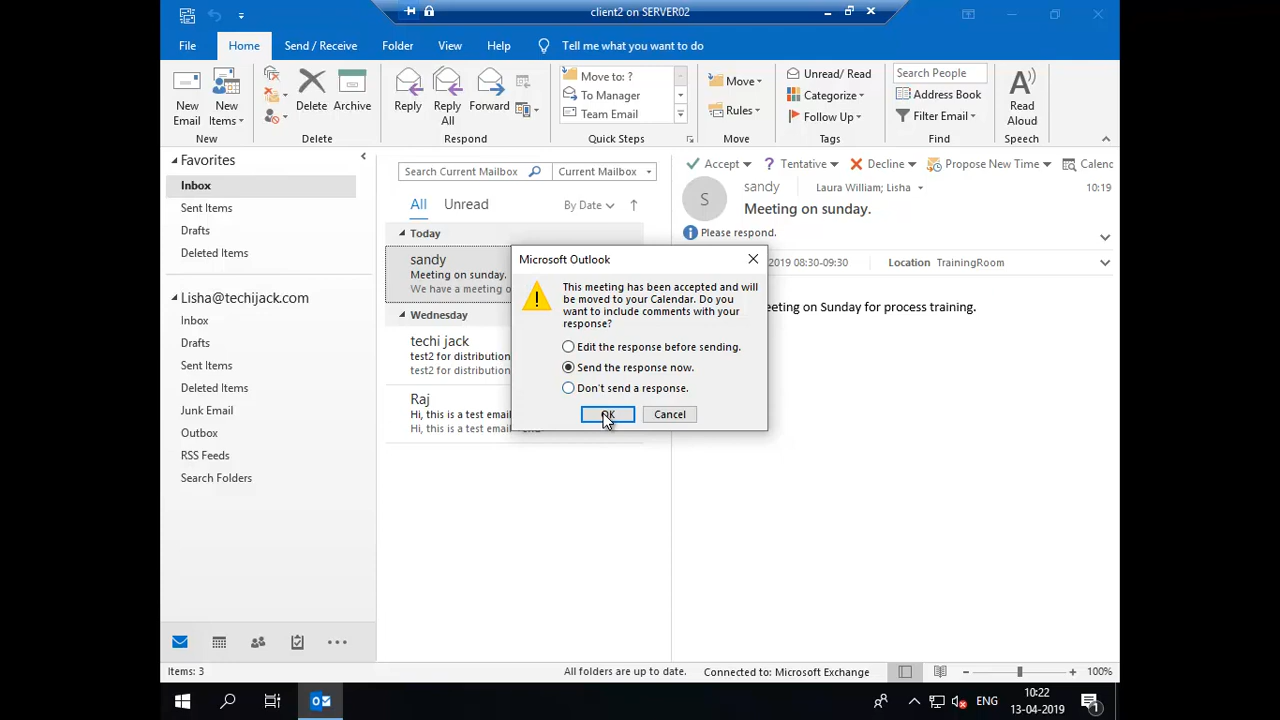 client2 on SERVER02
File
Home
Send / Receive
Folder
View
Help
Tell me what you want to do
New Email
New Items
Delete
Archive
Reply
Reply All
Forward
Move to: ?
To Manager
Team Email
Move
Rules
Unread/ Read
Categorize
Follow Up
Search People
Address Book
Filter Email
Read Aloud
New
Delete
Respond
Quick Steps
Move
Tags
Find
Speech
Favorites
Inbox
Sent Items
Drafts
Deleted Items
Lisha@techijack.com
Inbox
Drafts
Sent Items
Deleted Items
Junk Email
Outbox
RSS Feeds
Search Folders
Search Current Mailbox
Current Mailbox
All
Unread
By Date
Today
sandy
Meeting on sunday.
We have a meeting o
Wednesday
techi jack
test2 for distribution
test2 for distribution
Raj
Hi, this is a test email
Hi, this is a test email
Accept
Tentative
Decline
Propose New Time
Calenc
S
sandy
Laura William; Lisha
10:19
Meeting on sunday.
Please respond.
2019 08:30-09:30
Location TrainingRoom
eeting on Sunday for process training.
Microsoft Outlook
This meeting has been accepted and will
be moved to your Calendar. Do you
want to include comments with your
response?
Edit the response before sending.
Send the response now.
Don't send a response.
OK
Cancel
Items: 3
All folders are up to date.
Connected to: Microsoft Exchange
100%
ENG
10:22
13-04-2019
1